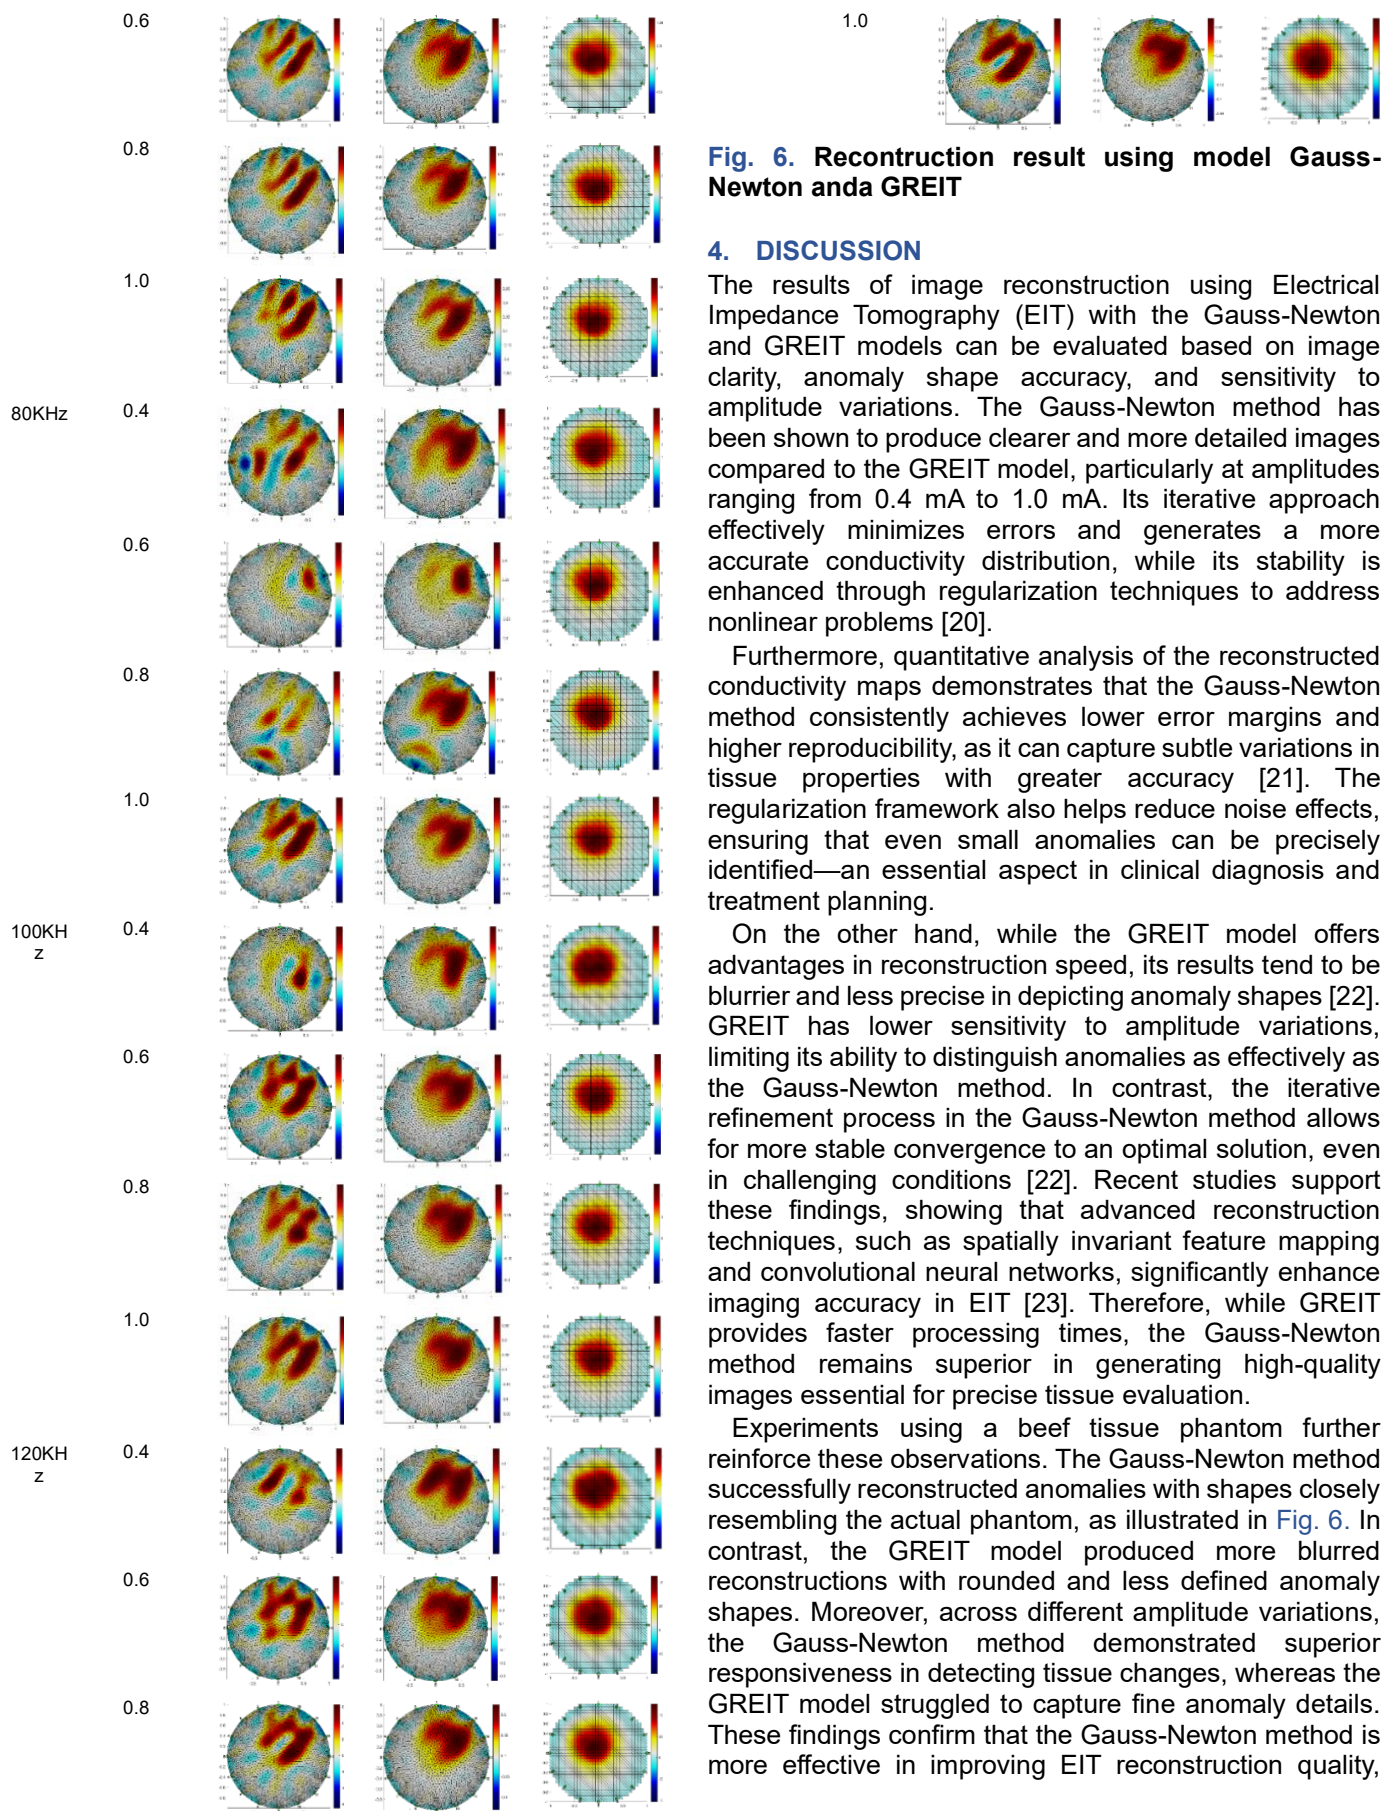 0.6
0.8
1.0
80KHz
0.4
0.6
0.8
1.0
100KH
z
0.4
0.6
0.8
1.0
120KH
z
0.4
0.6
0.8
1.0
Fig. 6. Recontruction result using model Gauss-
Newton anda GREIT
4. DISCUSSION
The results of image reconstruction using Electrical
Impedance Tomography (EIT) with the Gauss-Newton
and GREIT models can be evaluated based on image
clarity, anomaly shape accuracy, and sensitivity to
amplitude variations. The Gauss-Newton method has
been shown to produce clearer and more detailed images
compared to the GREIT model, particularly at amplitudes
ranging from 0.4 mA to 1.0 mA. Its iterative approach
effectively minimizes errors and generates a more
accurate conductivity distribution, while its stability is
enhanced through regularization techniques to address
nonlinear problems [20].
Furthermore, quantitative analysis of the reconstructed
conductivity maps demonstrates that the Gauss-Newton
method consistently achieves lower error margins and
higher reproducibility, as it can capture subtle variations in
tissue properties with greater accuracy [21]. The
regularization framework also helps reduce noise effects,
ensuring that even small anomalies can be precisely
identified—an essential aspect in clinical diagnosis and
treatment planning.
On the other hand, while the GREIT model offers
advantages in reconstruction speed, its results tend to be
blurrier and less precise in depicting anomaly shapes [22].
GREIT has lower sensitivity to amplitude variations,
limiting its ability to distinguish anomalies as effectively as
the Gauss-Newton method. In contrast, the iterative
refinement process in the Gauss-Newton method allows
for more stable convergence to an optimal solution, even
in challenging conditions [22]. Recent studies support
these findings, showing that advanced reconstruction
techniques, such as spatially invariant feature mapping
and convolutional neural networks, significantly enhance
imaging accuracy in EIT [23]. Therefore, while GREIT
provides faster processing times, the Gauss-Newton
method remains superior in generating high-quality
images essential for precise tissue evaluation.
Experiments using a beef tissue phantom further
reinforce these observations. The Gauss-Newton method
successfully reconstructed anomalies with shapes closely
resembling the actual phantom, as illustrated in Fig. 6. In
contrast, the GREIT model produced more blurred
reconstructions with rounded and less defined anomaly
shapes. Moreover, across different amplitude variations,
the Gauss-Newton method demonstrated superior
responsiveness in detecting tissue changes, whereas the
GREIT model struggled to capture fine anomaly details.
These findings confirm that the Gauss-Newton method is
more effective in improving EIT reconstruction quality,